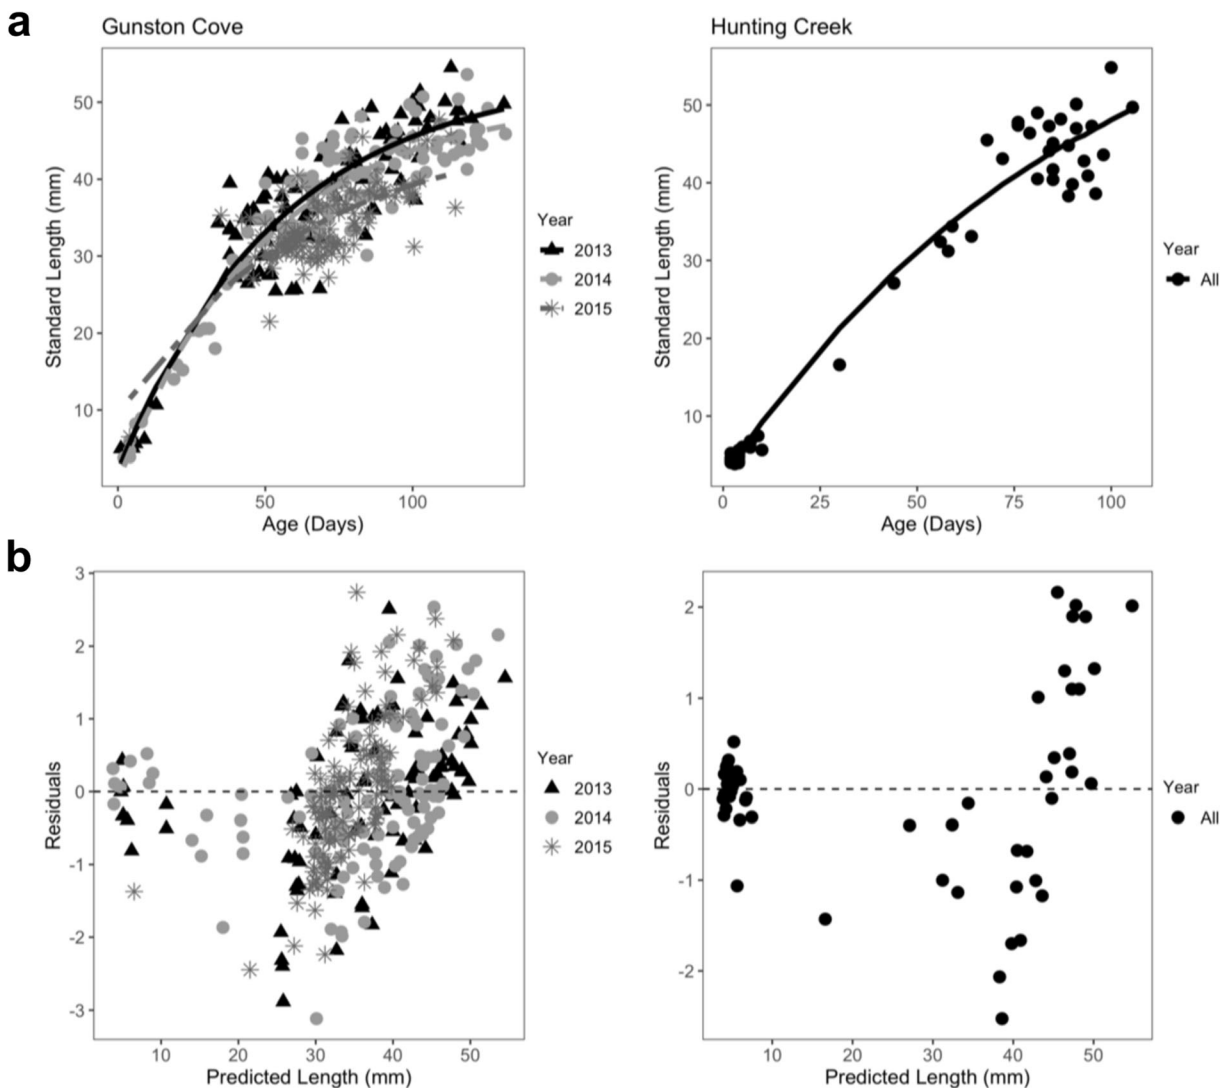 a
Gunston Cove
Standard Length (mm)
50
40
30
20
10
0
50
100
Age (Days)
Year
2013
2014
2015
Hunting Creek
Standard Length (mm)
50
40
30
20
10
0
25
50
75
100
Age (Days)
Year
All
b
Residuals
3
2
1
0
-1
-2
-3
10
20
30
40
50
Predicted Length (mm)
Year
2013
2014
2015
Residuals
2
1
0
-1
-2
10
20
30
40
50
Predicted Length (mm)
Year
All